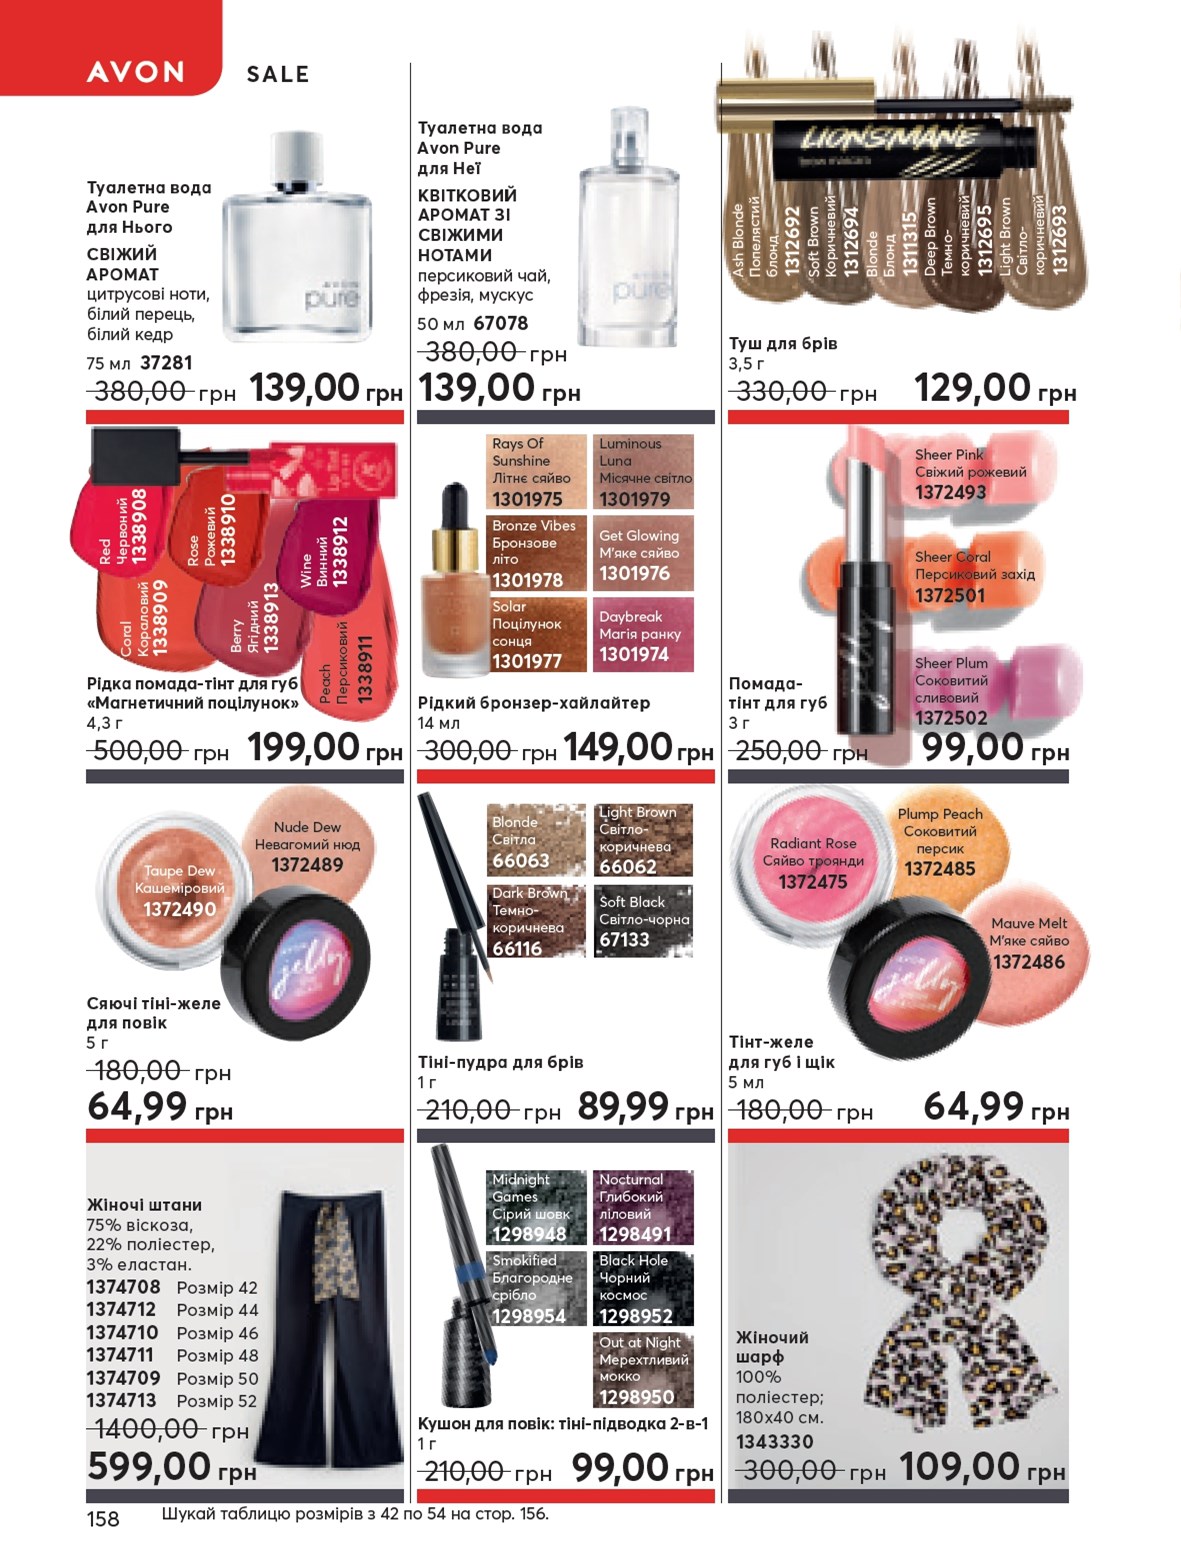 AVON
SALE
Туалетна вода
Avon Pure
для Нього
СВІЖИЙ
АРОМАТ
цитрусові ноти,
білий перець,
білий кедр
75 мл 37281
380,00 грн 139,00 грн
pure
Туалетна вода
Avon Pure
для Неї
КВІТКОВИЙ
АРОМАТ ЗІ
СВІЖИМИ
НОТАМИ
персиковий чай,
фрезія, мускус
50 мл 67078
380,00 грн
139,00 грн
pure
LIONSMANE
Ash Blonde
Попелястий
блонд
1312692
Soft Brown
Коричневий
1312694
Blonde
Блонд
1311315
Deep Brown
Темно-
коричневий
1312695
Light Brown
Світло-
коричневий
1312693
Туш для брів
3,5 г
330,00 грн 129,00 грн
Red
Червоний
1338908
Rose
Рожевий
1338910
Wine
Винний
1338912
Coral
Кораловий
1338909
Berry
Ягідний
1338913
Peach
Персиковий
1338911
Рідка помада-тінт для губ
«Магнетичний поцілунок»
4,3 г
500,00 грн 199,00 грн
Rays Of
Sunshine
Літнє сяйво
1301975
Luminous
Luna
Місячне світло
1301979
Bronze Vibes
Бронзове
літо
1301978
Get Glowing
М'яке сяйво
1301976
Solar
Поцілунок
сонця
1301977
Daybreak
Магія ранку
1301974
Рідкий бронзер-хайлайтер
14 мл
300,00 грн 149,00 грн
Sheer Pink
Свіжий рожевий
1372493
Sheer Coral
Персиковий захід
1372501
Sheer Plum
Соковитий
сливовий
1372502
jelly
Помада-
тінт для губ
3 г
250,00 грн 99,00 грн
Nude Dew
Невагомий нюд
1372489
Taupe Dew
Кашеміровий
1372490
jelly
Сяючі тіні-желе
для повік
5 г
180,00 грн
64,99 грн
Blonde
Світла
66063
Light Brown
Світло-
коричнева
66062
Dark Brown
Темно-
коричнева
66116
Soft Black
Світло-чорна
67133
Тіні-пудра для брів
1 г
210,00 грн 89,99 грн
Radiant Rose
Сяйво троянди
1372475
Plump Peach
Соковитий
персик
1372485
Mauve Melt
М'яке сяйво
1372486
jelly
Тінт-желе
для губ і щік
5 мл
180,00 грн 64,99 грн
Жіночі штани
75% віскоза,
22% поліестер,
3% еластан.
1374708 Розмір 42
1374712 Розмір 44
1374710 Розмір 46
1374711 Розмір 48
1374709 Розмір 50
1374713 Розмір 52
1400,00 грн
599,00 грн
Midnight
Games
Сірий шовк
1298948
Nocturnal
Глибокий
ліловий
1298491
Smokified
Благородне
срібло
1298954
Black Hole
Чорний
космос
1298952
Out at Night
Мерехтливий
мокко
1298950
Кушон для повік: тіні-підводка 2-в-1
1 г
210,00 грн 99,00 грн
Жіночий
шарф
100%
поліестер;
180х40 см.
1343330
300,00 грн 109,00 грн
158
Шукай таблицю розмірів з 42 по 54 на стор. 156.